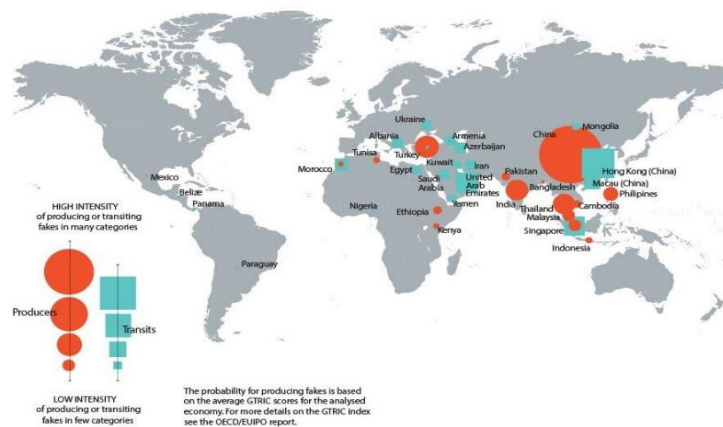 Ukraine
Armenia
Mongolia
China
Albania
Azerbaijan
Tunisa
Turkey
Kuwait
Iran
Morocco
Pakistan
Hong Kong (China)
Egypt
Saudi
Arabia
United
Arab
Emirates
Bangladesh
Macau (China)
Mexico
Belize
Yemen
India
Thailand
Cambodia
Philipines
HIGH INTENSITY
of producing or transiting
fakes in many categories
Panama
Nigeria
Ethiopia
Malaysia
Kenya
Singapore
Indonesia
Paraguay
Producers
Transits
LOW INTENSITY
of producing or transiting
fakes in few categories
The probability for producing fakes is based
on the average GTRIC scores for the analysed
economy. For more details on the GTRIC index
see the OECD/EUIPO report.